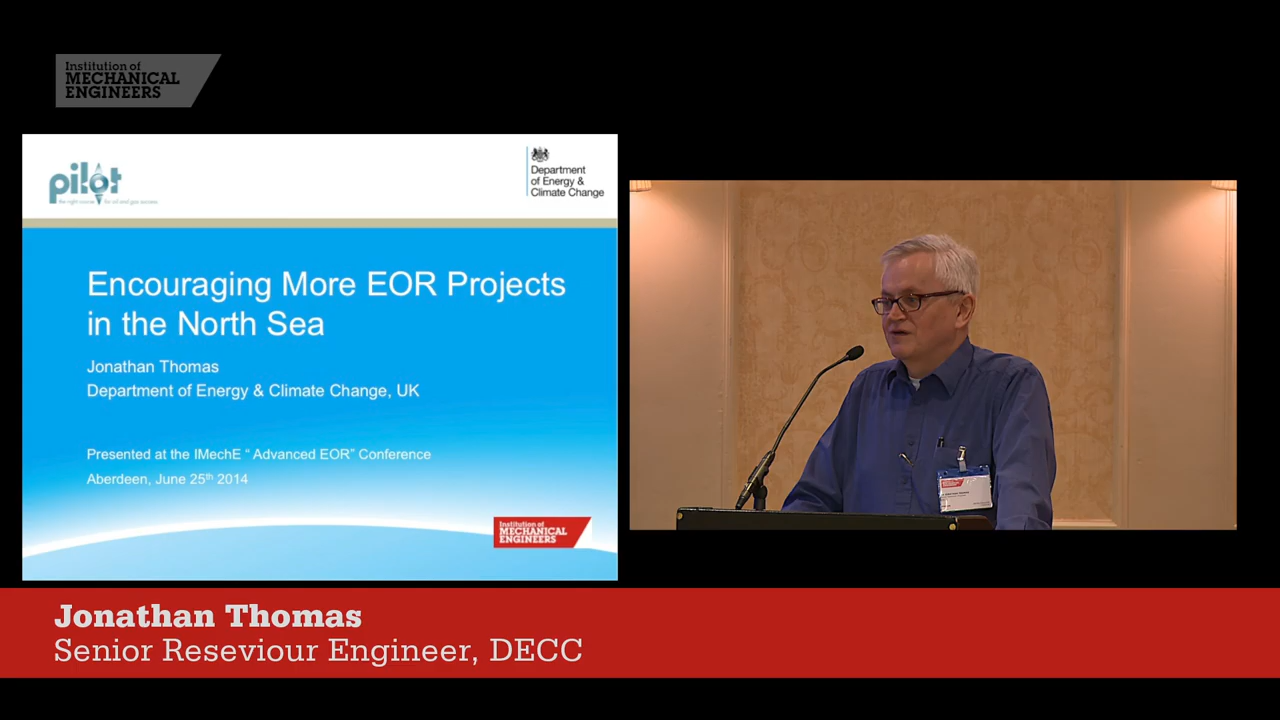 Institution of
MECHANICAL
ENGINEERS
pilot
Department
of Energy &
Climate Change
Encouraging More EOR Projects
in the North Sea
Jonathan Thomas
Department of Energy & Climate Change, UK
Presented at the IMechE “ Advanced EOR” Conference
Aberdeen, June 25th 2014
Institution of
MECHANICAL
ENGINEERS
Jonathan Thomas
Senior Reseviour Engineer, DECC